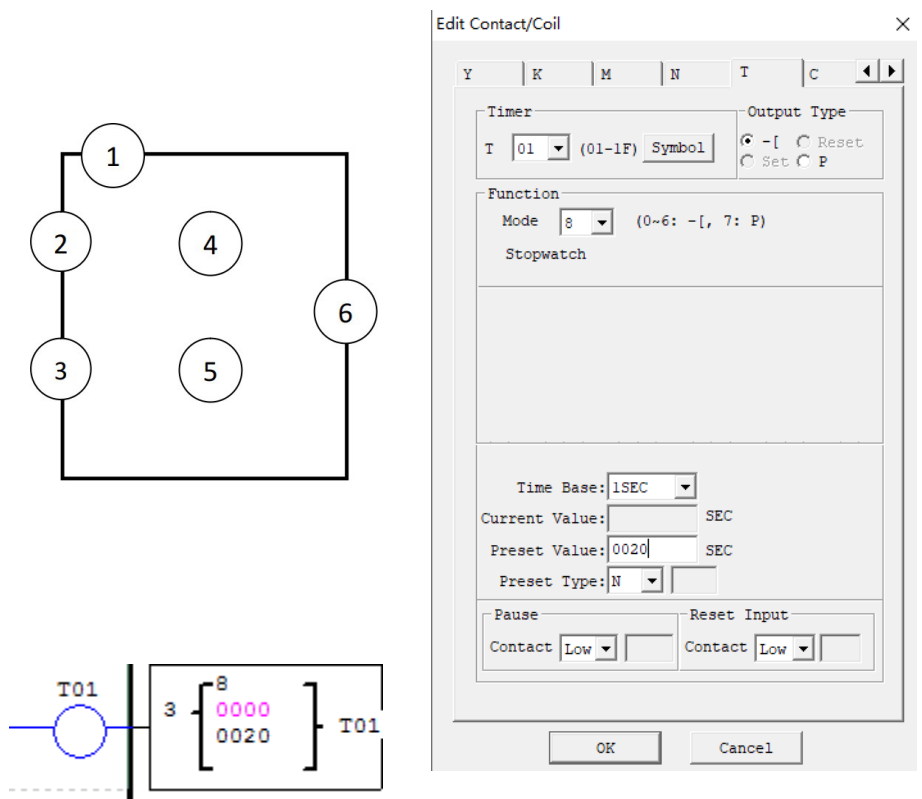 Edit Contact/Coil
Y K M N T C
Timer
T 01 (01-1F) Symbol
Output Type
-[ Reset
Set P
Function
Mode 8 (0~6: -[, 7: P)
Stopwatch
Time Base: 1SEC
Current Value: SEC
Preset Value: 0020 SEC
Preset Type: N
Pause
Contact Low
Reset Input
Contact Low
OK Cancel
1
2
4
6
3
5
T01
8
3 0000
0020 T01